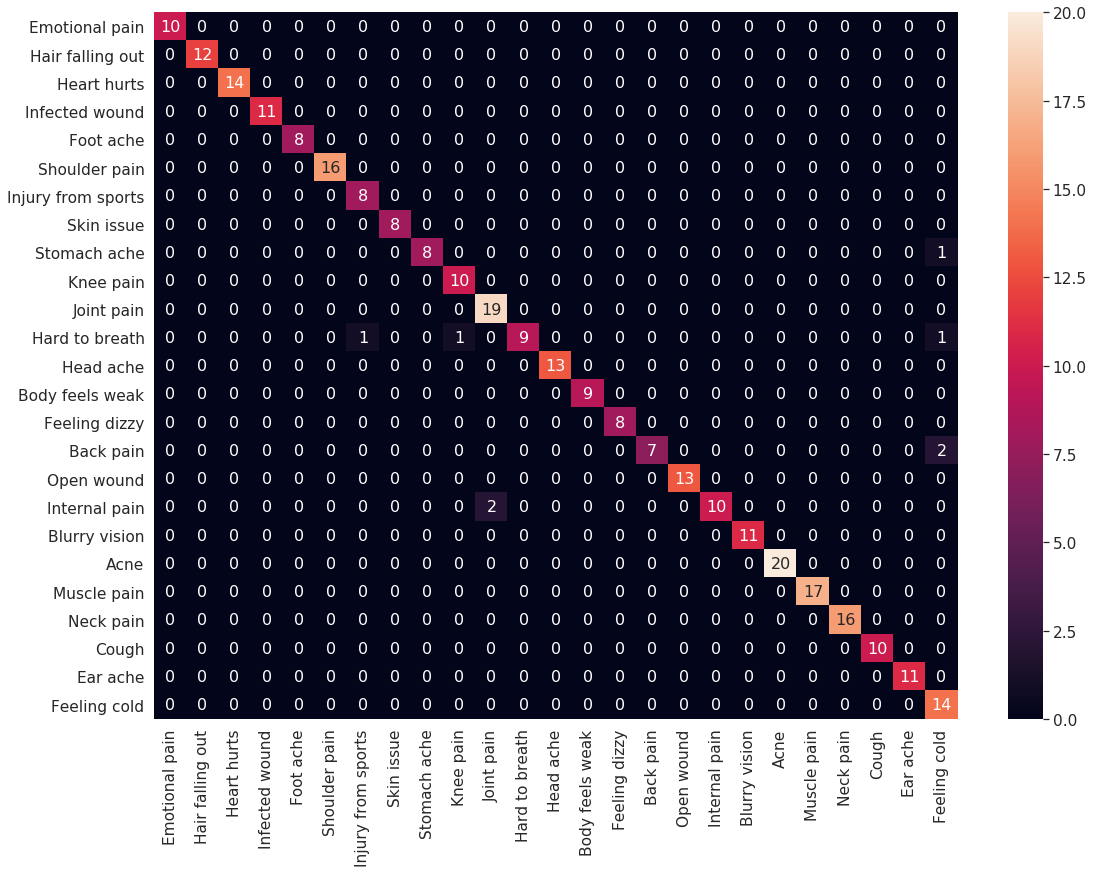 Emotional pain 10 0 0 0 0 0 0 0 0 0 0 0 0 0 0 0 0 0 0 0 0 0 0 0 0
Hair falling out 0 12 0 0 0 0 0 0 0 0 0 0 0 0 0 0 0 0 0 0 0 0 0 0 0
Heart hurts 0 0 14 0 0 0 0 0 0 0 0 0 0 0 0 0 0 0 0 0 0 0 0 0 0
Infected wound 0 0 0 11 0 0 0 0 0 0 0 0 0 0 0 0 0 0 0 0 0 0 0 0 0
Foot ache 0 0 0 0 8 0 0 0 0 0 0 0 0 0 0 0 0 0 0 0 0 0 0 0 0
Shoulder pain 0 0 0 0 0 16 0 0 0 0 0 0 0 0 0 0 0 0 0 0 0 0 0 0 0
Injury from sports 0 0 0 0 0 0 8 0 0 0 0 0 0 0 0 0 0 0 0 0 0 0 0 0 0
Skin issue 0 0 0 0 0 0 0 8 0 0 0 0 0 0 0 0 0 0 0 0 0 0 0 0 0
Stomach ache 0 0 0 0 0 0 0 0 8 0 0 0 0 0 0 0 0 0 0 0 0 0 0 0 1
Knee pain 0 0 0 0 0 0 0 0 0 10 0 0 0 0 0 0 0 0 0 0 0 0 0 0 0
Joint pain 0 0 0 0 0 0 0 0 0 0 19 0 0 0 0 0 0 0 0 0 0 0 0 0 0
Hard to breath 0 0 0 0 0 0 1 0 0 1 0 9 0 0 0 0 0 0 0 0 0 0 0 0 1
Head ache 0 0 0 0 0 0 0 0 0 0 0 0 13 0 0 0 0 0 0 0 0 0 0 0 0
Body feels weak 0 0 0 0 0 0 0 0 0 0 0 0 0 9 0 0 0 0 0 0 0 0 0 0 0
Feeling dizzy 0 0 0 0 0 0 0 0 0 0 0 0 0 0 8 0 0 0 0 0 0 0 0 0 0
Back pain 0 0 0 0 0 0 0 0 0 0 0 0 0 0 0 7 0 0 0 0 0 0 0 0 2
Open wound 0 0 0 0 0 0 0 0 0 0 0 0 0 0 0 0 13 0 0 0 0 0 0 0 0
Internal pain 0 0 0 0 0 0 0 0 0 0 2 0 0 0 0 0 0 10 0 0 0 0 0 0 0
Blurry vision 0 0 0 0 0 0 0 0 0 0 0 0 0 0 0 0 0 0 11 0 0 0 0 0 0
Acne 0 0 0 0 0 0 0 0 0 0 0 0 0 0 0 0 0 0 0 20 0 0 0 0 0
Muscle pain 0 0 0 0 0 0 0 0 0 0 0 0 0 0 0 0 0 0 0 0 17 0 0 0 0
Neck pain 0 0 0 0 0 0 0 0 0 0 0 0 0 0 0 0 0 0 0 0 0 16 0 0 0
Cough 0 0 0 0 0 0 0 0 0 0 0 0 0 0 0 0 0 0 0 0 0 0 10 0 0
Ear ache 0 0 0 0 0 0 0 0 0 0 0 0 0 0 0 0 0 0 0 0 0 0 0 11 0
Feeling cold 0 0 0 0 0 0 0 0 0 0 0 0 0 0 0 0 0 0 0 0 0 0 0 0 14
Emotional pain
Hair falling out
Heart hurts
Infected wound
Foot ache
Shoulder pain
Injury from sports
Skin issue
Stomach ache
Knee pain
Joint pain
Hard to breath
Head ache
Body feels weak
Feeling dizzy
Back pain
Open wound
Internal pain
Blurry vision
Acne
Muscle pain
Neck pain
Cough
Ear ache
Feeling cold
20.0
17.5
15.0
12.5
10.0
7.5
5.0
2.5
0.0